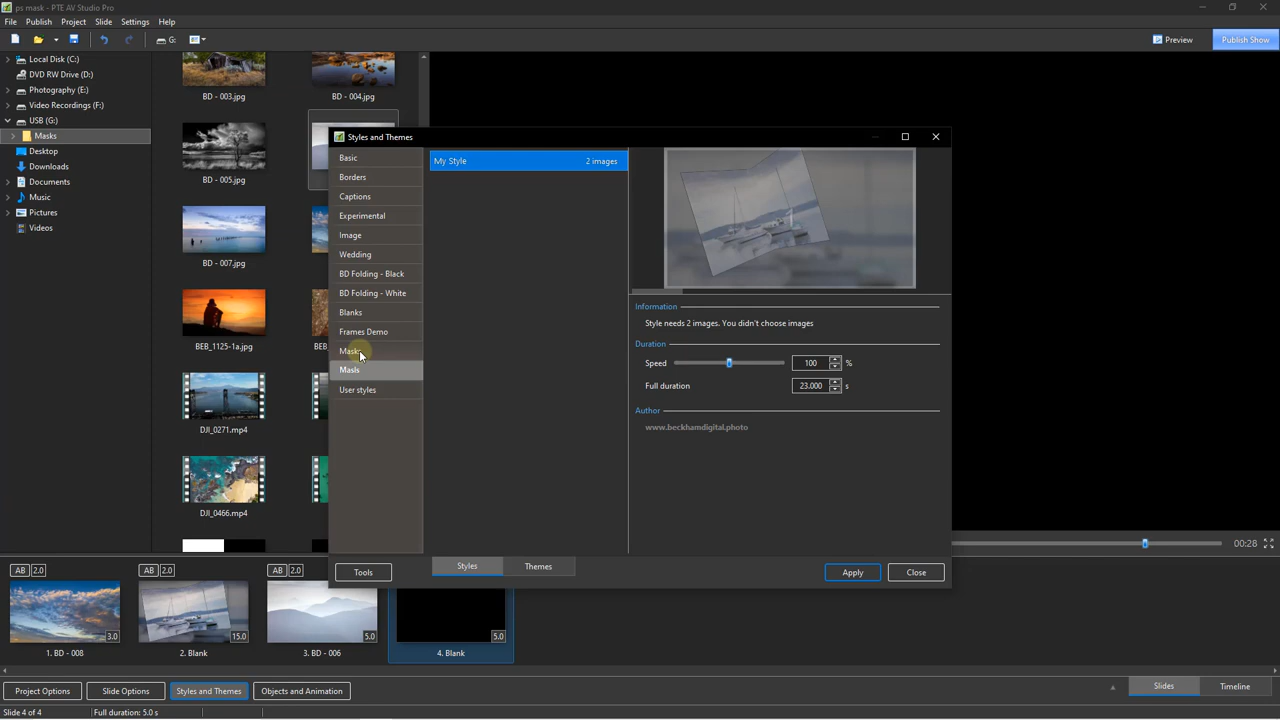 ps mask - PTE AV Studio Pro
File Publish Project Slide Settings Help
G:
Preview
Publish Show
Local Disk (C:)
DVD RW Drive (D:)
Photography (E:)
Video Recordings (F:)
USB (G:)
Masks
Desktop
Downloads
Documents
Music
Pictures
Videos
BD - 003.jpg
BD - 004.jpg
BD - 005.jpg
BD - 007.jpg
BEB_1125-1a.jpg
BEB
DJI_0271.mp4
DJI_0466.mp4
Styles and Themes
Basic
Borders
Captions
Experimental
Image
Wedding
BD Folding - Black
BD Folding - White
Blanks
Frames Demo
Masks
Masls
User styles
My Style 2 images
Information
Style needs 2 images. You didn't choose images
Duration
Speed 100 %
Full duration 23.000 s
Author
www.beckhamdigital.photo
Tools
Styles
Themes
Apply
Close
00:28
AB 2.0
AB 2.0
AB 2.0
3.0
15.0
5.0
5.0
1. BD - 008
2. Blank
3. BD - 006
4. Blank
Project Options
Slide Options
Styles and Themes
Objects and Animation
Slides
Timeline
Slide 4 of 4
Full duration: 5.0 s